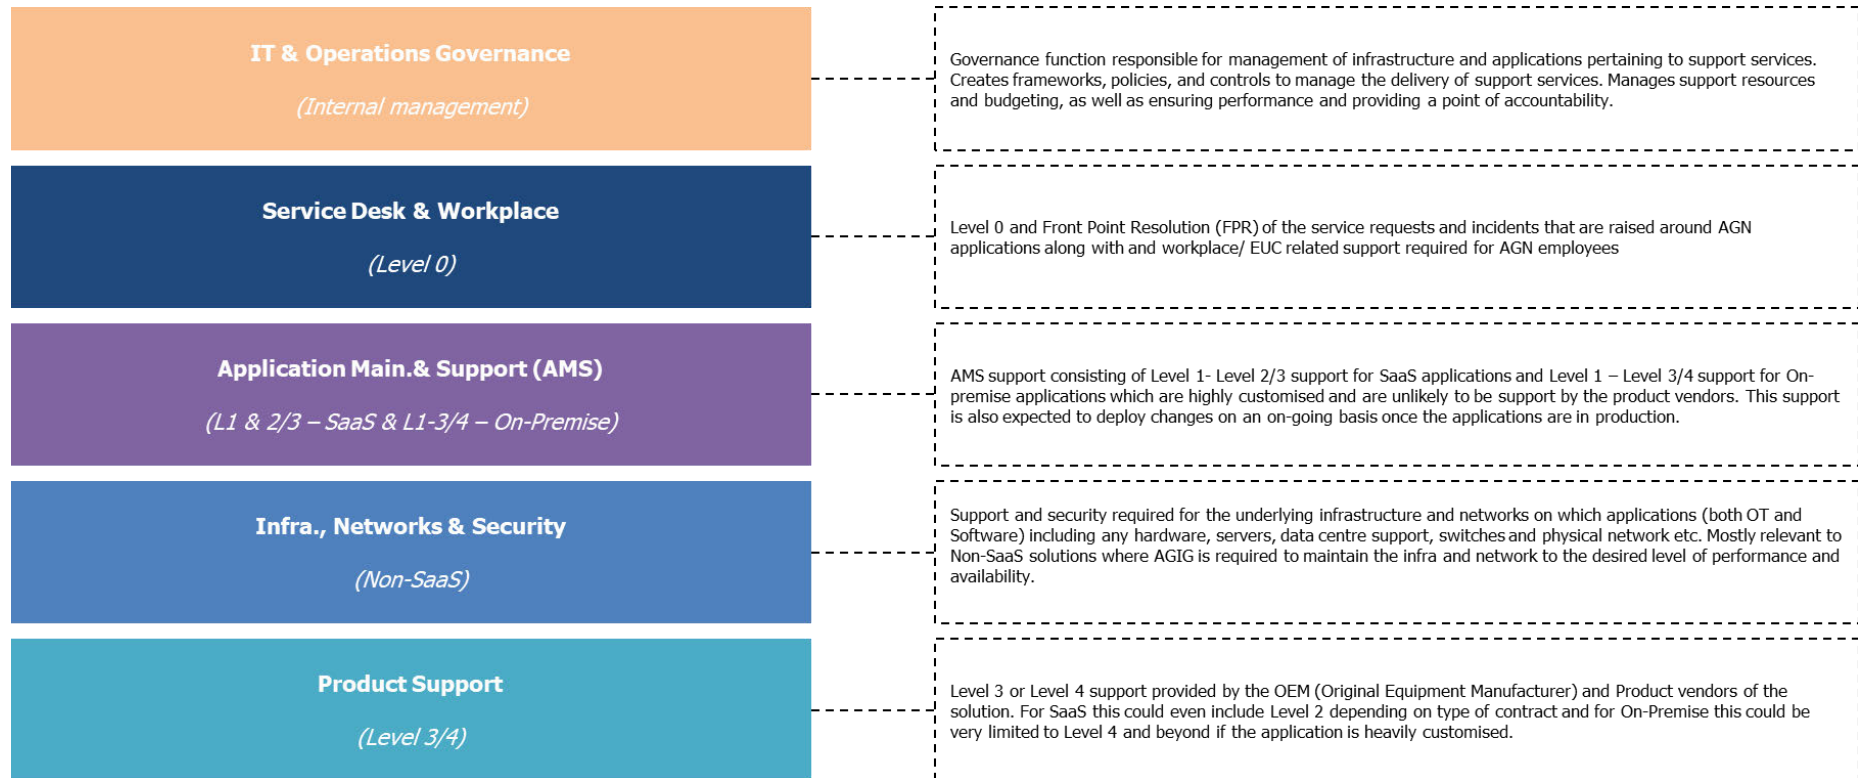 IT & Operations Governance
(Internal management)
Governance function responsible for management of infrastructure and applications pertaining to support services.
Creates frameworks, policies, and controls to manage the delivery of support services. Manages support resources
and budgeting, as well as ensuring performance and providing a point of accountability.
Service Desk & Workplace
(Level 0)
Level 0 and Front Point Resolution (FPR) of the service requests and incidents that are raised around AGN
applications along with and workplace/ EUC related support required for AGN employees
Application Main.& Support (AMS)
(L1 & 2/3 – SaaS & L1-3/4 – On-Premise)
AMS support consisting of Level 1- Level 2/3 support for SaaS applications and Level 1 – Level 3/4 support for On-
premise applications which are highly customised and are unlikely to be support by the product vendors. This support
is also expected to deploy changes on an on-going basis once the applications are in production.
Infra., Networks & Security
(Non-SaaS)
Support and security required for the underlying infrastructure and networks on which applications (both OT and
Software) including any hardware, servers, data centre support, switches and physical network etc. Mostly relevant to
Non-SaaS solutions where AGIG is required to maintain the infra and network to the desired level of performance and
availability.
Product Support
(Level 3/4)
Level 3 or Level 4 support provided by the OEM (Original Equipment Manufacturer) and Product vendors of the
solution. For SaaS this could even include Level 2 depending on type of contract and for On-Premise this could be
very limited to Level 4 and beyond if the application is heavily customised.